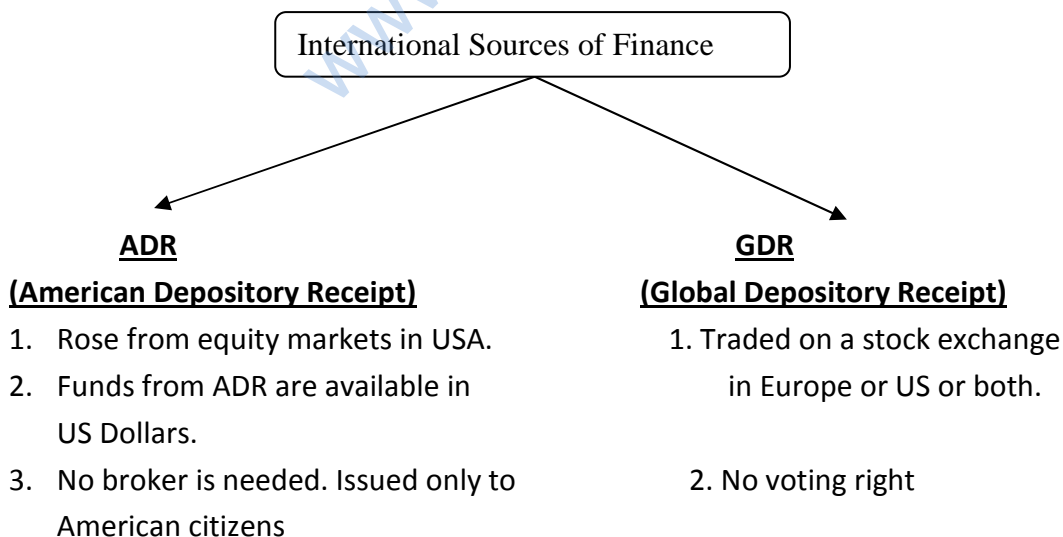 www.
International Sources of Finance
ADR
(American Depository Receipt)
1. Rose from equity markets in USA.
2. Funds from ADR are available in
US Dollars.
3. No broker is needed. Issued only to
American citizens
GDR
(Global Depository Receipt)
1. Traded on a stock exchange
in Europe or US or both.
2. No voting right